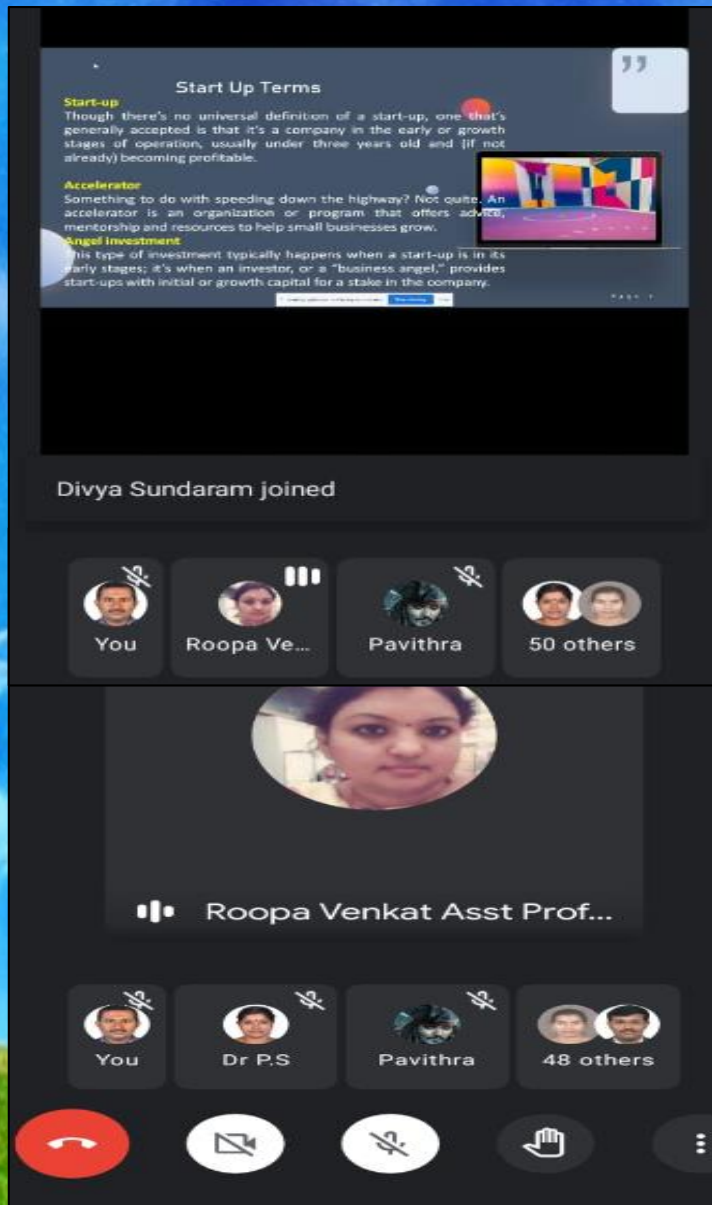 ”
Start Up Terms
Start-up
Though there's no universal definition of a start-up, one that's
generally accepted is that it's a company in the early or growth
stages of operation, usually under three years old and (if not
already) becoming profitable.
Accelerator
Something to do with speeding down the highway? Not quite. An
accelerator is an organization or program that offers advice,
mentorship and resources to help small businesses grow.
Angel investment
This type of investment typically happens when a start-up is in its
early stages; it's when an investor, or a "business angel," provides
start-ups with initial or growth capital for a stake in the company.
Page
Divya Sundaram joined
You
Roopa Ve...
Pavithra
50 others
Roopa Venkat Asst Prof...
You
Dr P.S
Pavithra
48 others